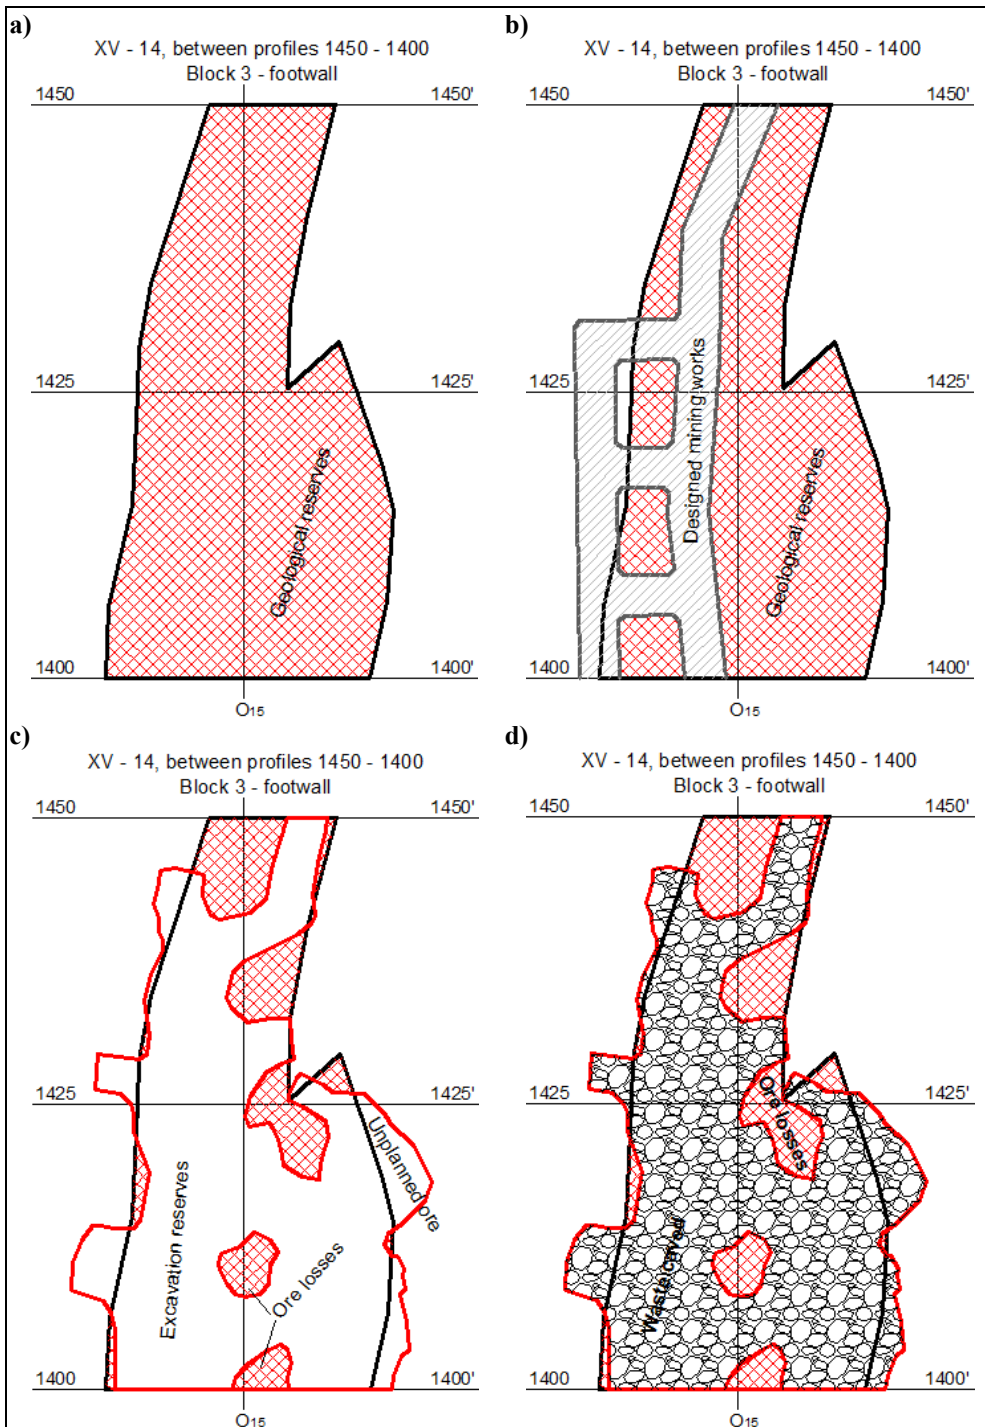 a)
XV - 14, between profiles 1450 - 1400
Block 3 - footwall
1450
1450'
1425'
Geological reserves
1400
1400'
O15
b)
XV - 14, between profiles 1450 - 1400
Block 3 - footwall
1450
1450'
1425
1425'
Designed mining works
Geological reserves
1400
1400'
O15
c)
XV - 14, between profiles 1450 - 1400
Block 3 - footwall
1450
1450'
1425
1425'
Unplanned ore
Excavation reserves
Ore losses
1400
1400'
O15
d)
XV - 14, between profiles 1450 - 1400
Block 3 - footwall
1450
1450'
1425
1425'
Ore losses
Waste caved
1400
1400'
O15